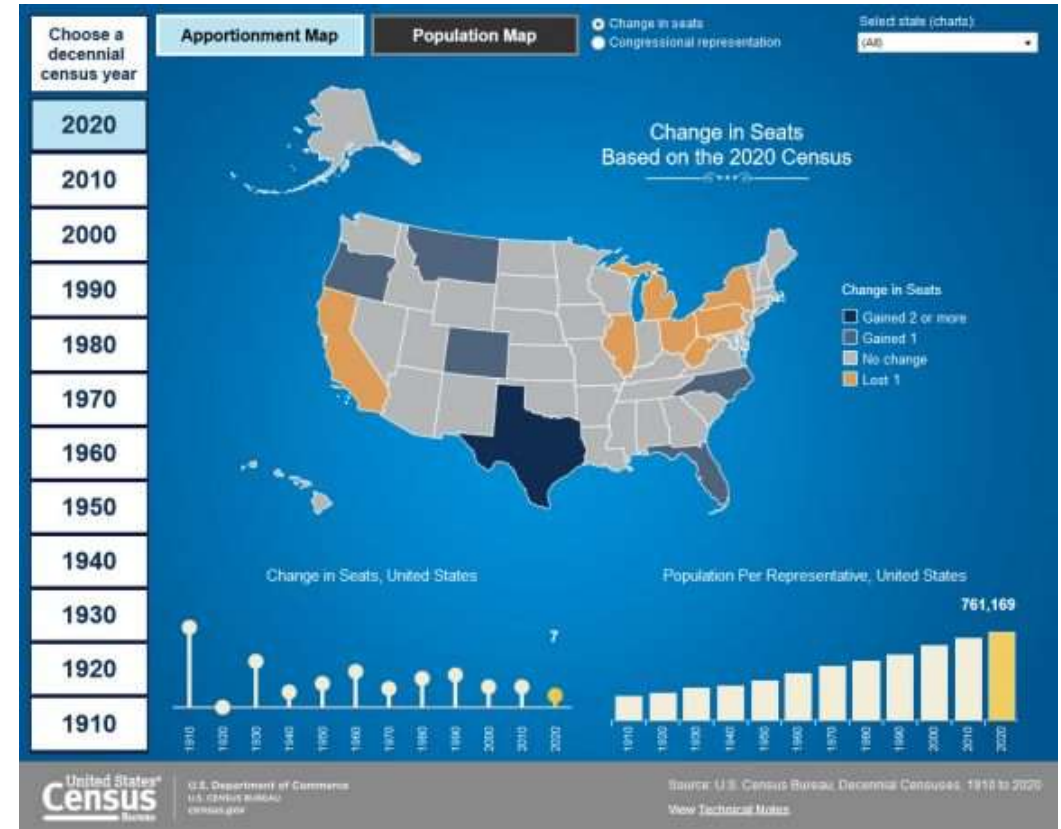 Choose a
decennial
census year
Apportionment Map
Population Map
Change in seats
Congressional representation
Select state (charts):
(All)
2020
2010
2000
1990
1980
1970
1960
1950
1940
1930
1920
1910
Change in Seats
Based on the 2020 Census
Change in Seats
Gained 2 or more
Gained 1
No change
Lost 1
Change in Seats, United States
7
1910
1920
1930
1940
1950
1960
1970
1980
1990
2000
2010
2020
Population Per Representative, United States
761,169
1910
1920
1930
1940
1950
1960
1970
1980
1990
2000
2010
2020
United States®
Census
Bureau
U.S. Department of Commerce
U.S. CENSUS BUREAU
census.gov
Source: U.S. Census Bureau, Decennial Censuses, 1910 to 2020
View Technical Notes